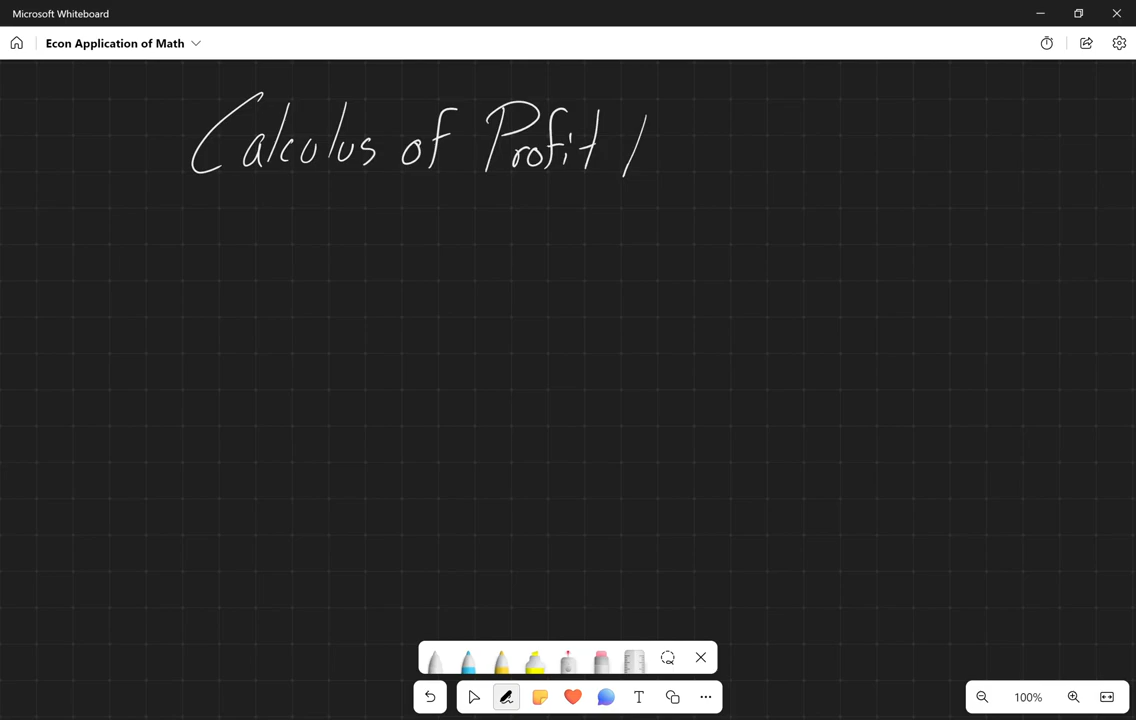 Microsoft Whiteboard
Econ Application of Math
Calculus of Profit /
T
100%